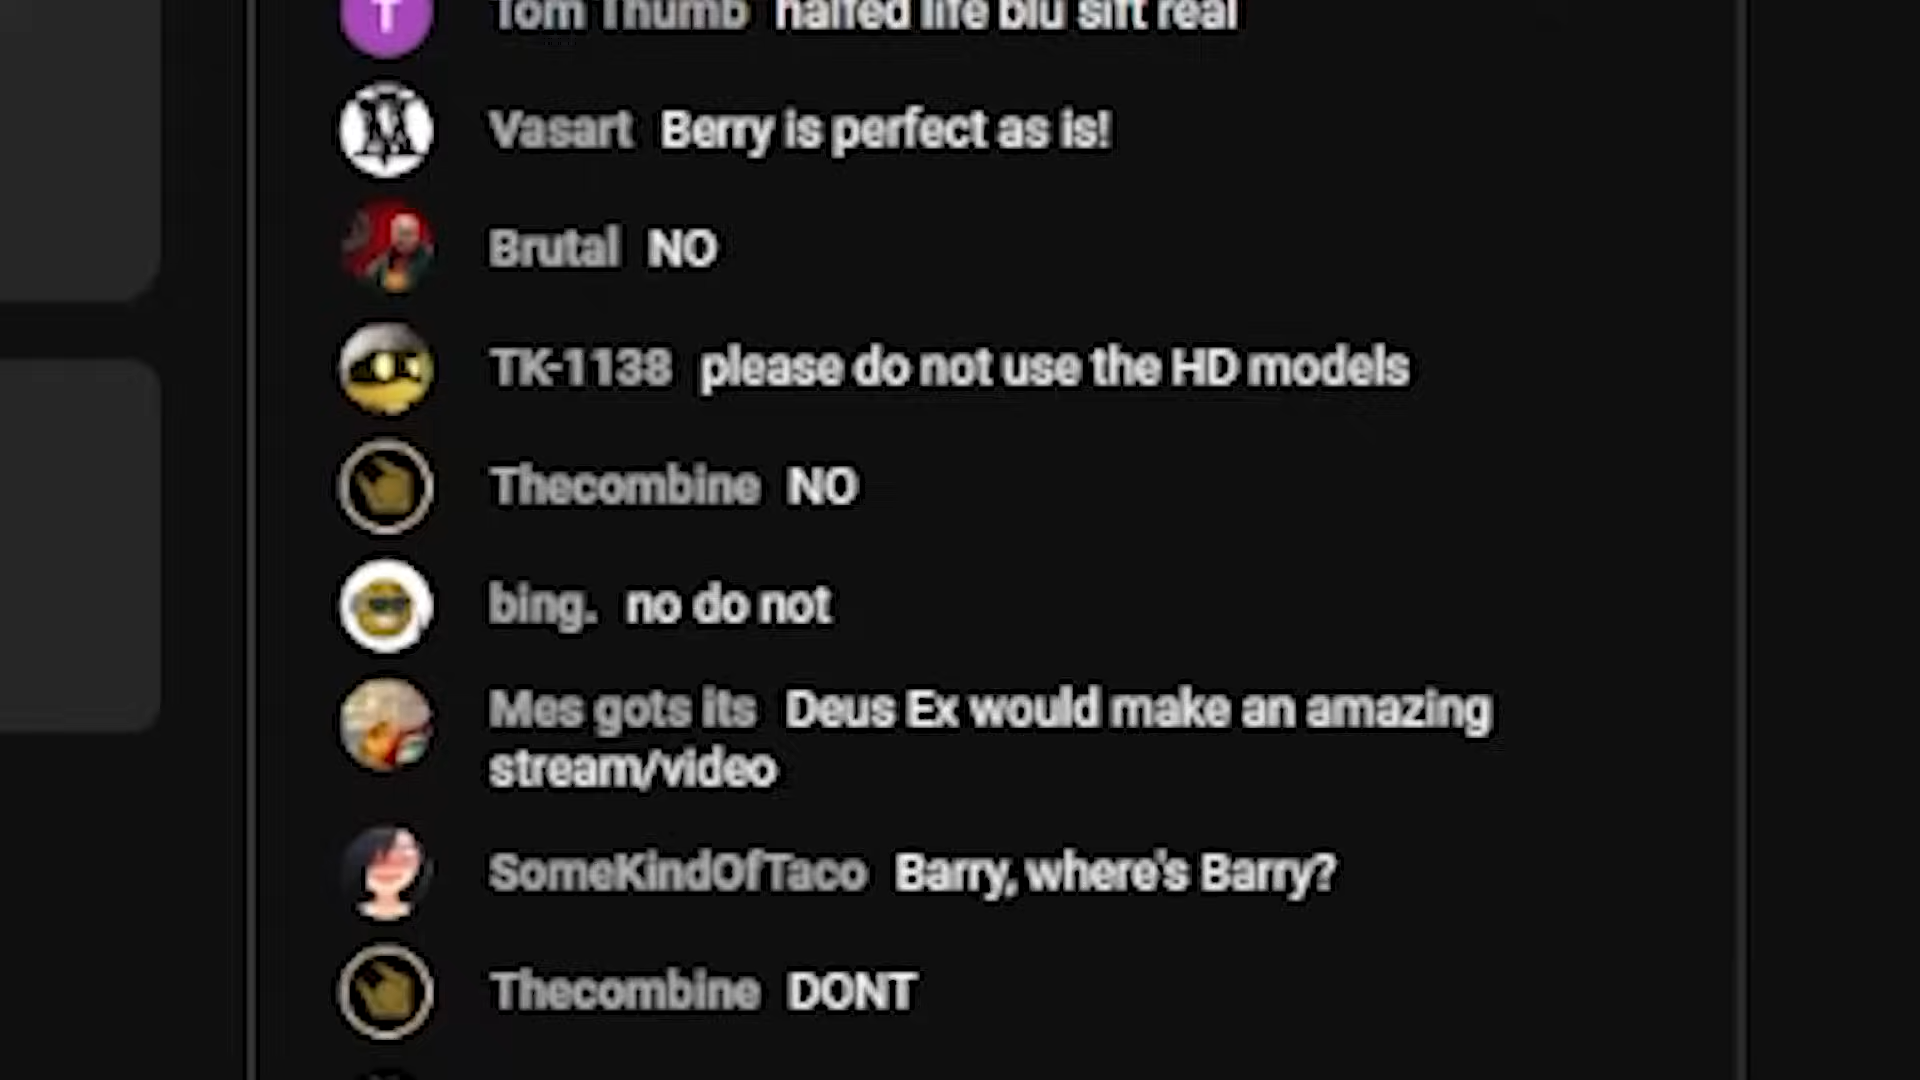 T
Tom Thumb halfed life blu sift real
Vasart Berry is perfect as is!
Brutal NO
TK-1138 please do not use the HD models
Thecombine NO
bing. no do not
Mes gots its Deus Ex would make an amazing
stream/video
SomeKindOfTaco Barry, where's Barry?
Thecombine DONT